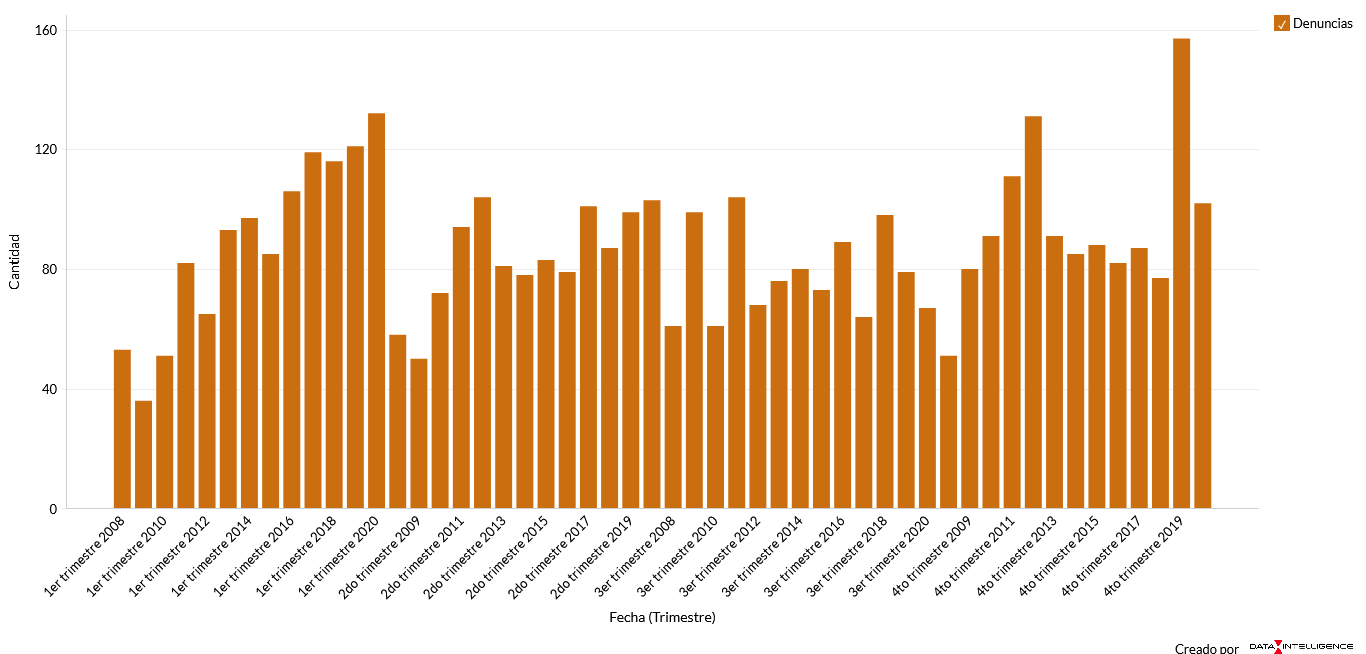 Denuncias
Cantidad
160
120
80
40
0
1er trimestre 2008
1er trimestre 2010
1er trimestre 2012
1er trimestre 2014
1er trimestre 2016
1er trimestre 2018
1er trimestre 2020
2do trimestre 2009
2do trimestre 2011
2do trimestre 2013
2do trimestre 2015
2do trimestre 2017
2do trimestre 2019
3er trimestre 2008
3er trimestre 2010
3er trimestre 2012
3er trimestre 2014
3er trimestre 2016
3er trimestre 2018
3er trimestre 2020
4to trimestre 2009
4to trimestre 2011
4to trimestre 2013
4to trimestre 2015
4to trimestre 2017
4to trimestre 2019
Fecha (Trimestre)
Creado por DATA INTELLIGENCE